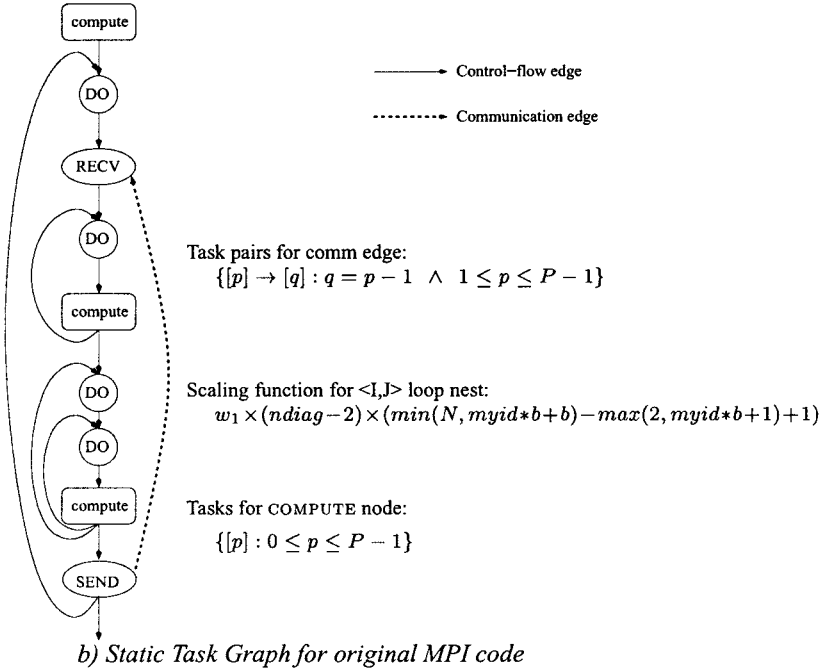 compute
DO
Control-flow edge
Communication edge
RECV
DO
Task pairs for comm edge:
{[p] → [q] : q = p − 1 ∧ 1 ≤ p ≤ P − 1}
compute
DO
Scaling function for <I,J> loop nest:
w₁ × (ndiag−2) × (min(N, myid∗b+b)−max(2, myid∗b+1)+1)
DO
compute
Tasks for COMPUTE node:
{[p] : 0 ≤ p ≤ P − 1}
SEND
b) Static Task Graph for original MPI code